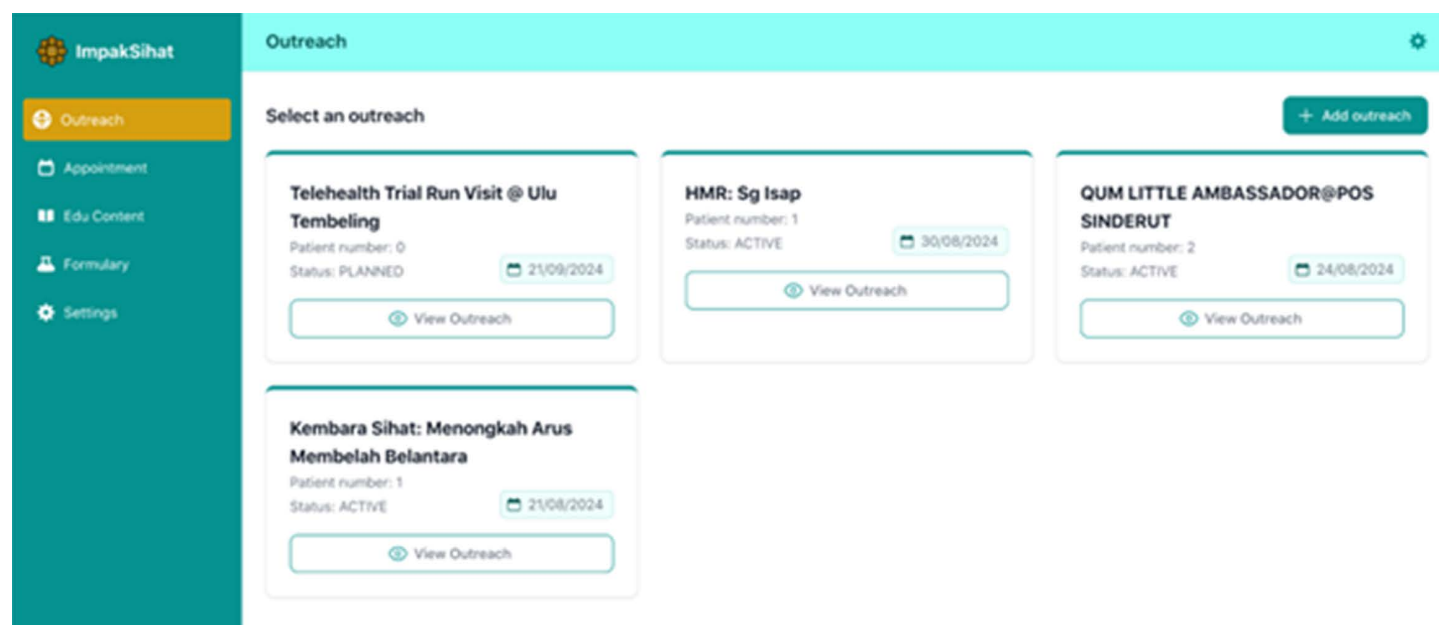 ImpakSihat
Outreach
Appointment
Edu Content
Formulary
Settings
Outreach
Select an outreach
+ Add outreach
Telehealth Trial Run Visit @ Ulu
Tembeling
Patient number: 0
Status: PLANNED
21/09/2024
View Outreach
HMR: Sg Isap
Patient number: 1
Status: ACTIVE
30/08/2024
View Outreach
QUM LITTLE AMBASSADOR@POS
SINDERUT
Patient number: 2
Status: ACTIVE
24/08/2024
View Outreach
Kembara Sihat: Menongkah Arus
Membelah Belantara
Patient number: 1
Status: ACTIVE
21/08/2024
View Outreach